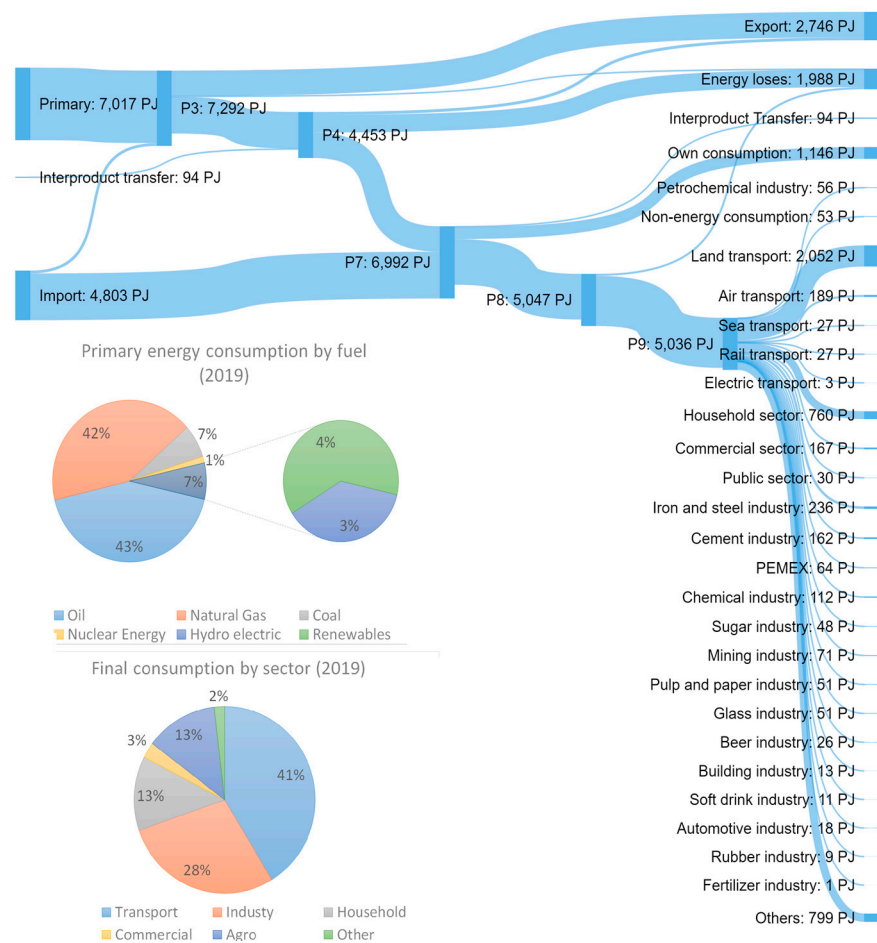 Export: 2,746 PJ
Primary: 7,017 PJ
P3: 7,292 PJ
Energy loses: 1,988 PJ
P4: 4,453 PJ
Interproduct Transfer: 94 PJ
Own consumption: 1,146 PJ
Interproduct transfer: 94 PJ
Petrochemical industry: 56 PJ
Non-energy consumption: 53 PJ
Land transport: 2,052 PJ
P7: 6,992 PJ
Import: 4,803 PJ
P8: 5,047 PJ
Air transport: 189 PJ
Sea transport: 27 PJ
P9: 5,036 PJ
Rail transport: 27 PJ
Electric transport: 3 PJ
Household sector: 760 PJ
Commercial sector: 167 PJ
Public sector: 30 PJ
Iron and steel industry: 236 PJ
Cement industry: 162 PJ
PEMEX: 64 PJ
Chemical industry: 112 PJ
Sugar industry: 48 PJ
Mining industry: 71 PJ
Pulp and paper industry: 51 PJ
Glass industry: 51 PJ
Beer industry: 26 PJ
Building industry: 13 PJ
Soft drink industry: 11 PJ
Automotive industry: 18 PJ
Rubber industry: 9 PJ
Fertilizer industry: 1 PJ
Others: 799 PJ
Primary energy consumption by fuel
(2019)
42%
7%
1%
7%
43%
4%
3%
Oil
Natural Gas
Coal
Nuclear Energy
Hydro electric
Renewables
Final consumption by sector (2019)
2%
13%
3%
41%
13%
28%
Transport
Industy
Household
Commercial
Agro
Other